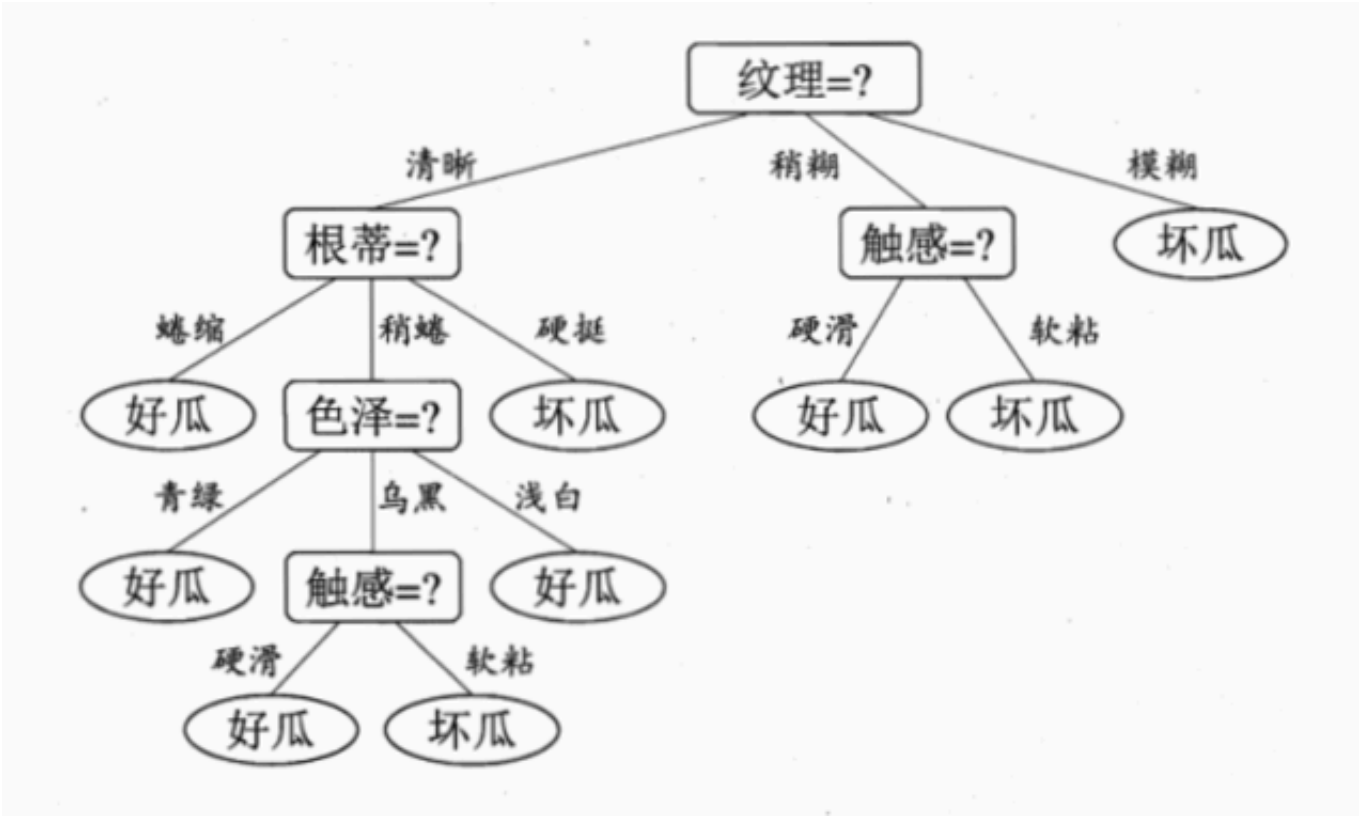 纹理=?
清晰 稍糊 模糊
根蒂=? 触感=? 坏瓜
蜷缩 稍蜷 硬挺 硬滑 软粘
好瓜 色泽=? 坏瓜 好瓜 坏瓜
青绿 乌黑 浅白
好瓜 触感=? 好瓜
硬滑 软粘
好瓜 坏瓜